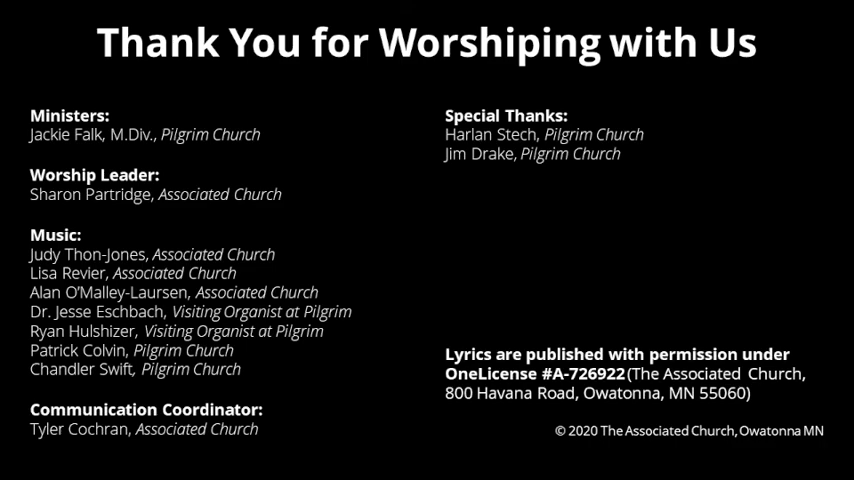 Thank You for Worshiping with Us
Ministers:
Jackie Falk, M.Div., Pilgrim Church
Worship Leader:
Sharon Partridge, Associated Church
Music:
Judy Thon-Jones, Associated Church
Lisa Revier, Associated Church
Alan O’Malley-Laursen, Associated Church
Dr. Jesse Eschbach, Visiting Organist at Pilgrim
Ryan Hulshizer, Visiting Organist at Pilgrim
Patrick Colvin, Pilgrim Church
Chandler Swift, Pilgrim Church
Communication Coordinator:
Tyler Cochran, Associated Church
Special Thanks:
Harlan Stech, Pilgrim Church
Jim Drake, Pilgrim Church
Lyrics are published with permission under
OneLicense #A-726922 (The Associated Church,
800 Havana Road, Owatonna, MN 55060)
© 2020 The Associated Church, Owatonna MN